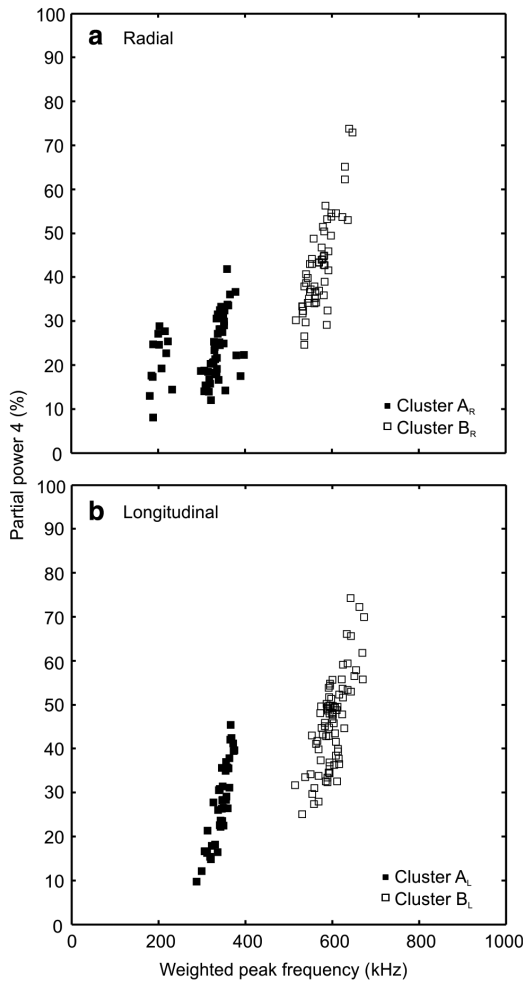 100
a Radial
90
80
70
60
50
40
30
20
10
0
Cluster A_R
Cluster B_R
Partial power 4 (%)
100
b Longitudinal
90
80
70
60
50
40
30
20
10
0
Cluster A_L
Cluster B_L
0 200 400 600 800 1000
Weighted peak frequency (kHz)